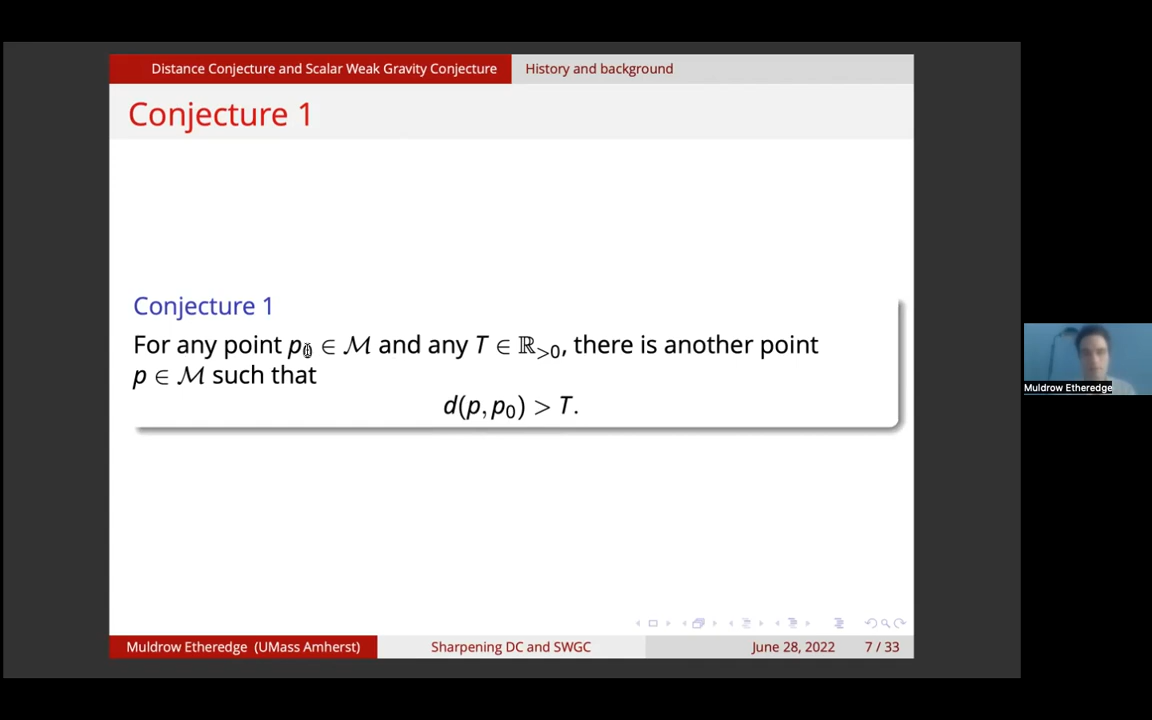 Distance Conjecture and Scalar Weak Gravity Conjecture History and background
Conjecture 1
Conjecture 1
For any point p₀ ∈ ℳ and any T ∈ ℝ>0, there is another point
p ∈ ℳ such that
d(p, p₀) > T.
Muldrow Etheredge
Muldrow Etheredge (UMass Amherst) Sharpening DC and SWGC June 28, 2022 7 / 33